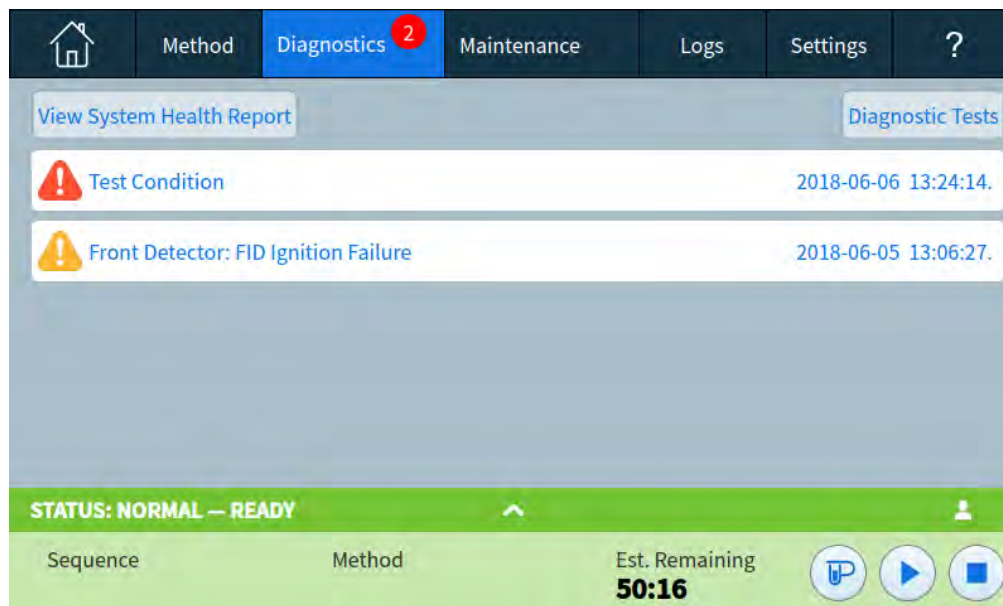 Method Diagnostics 2 Maintenance Logs Settings ?
View System Health Report Diagnostic Tests
Test Condition 2018-06-06 13:24:14.
Front Detector: FID Ignition Failure 2018-06-05 13:06:27.
STATUS: NORMAL — READY
Sequence Method Est. Remaining
50:16